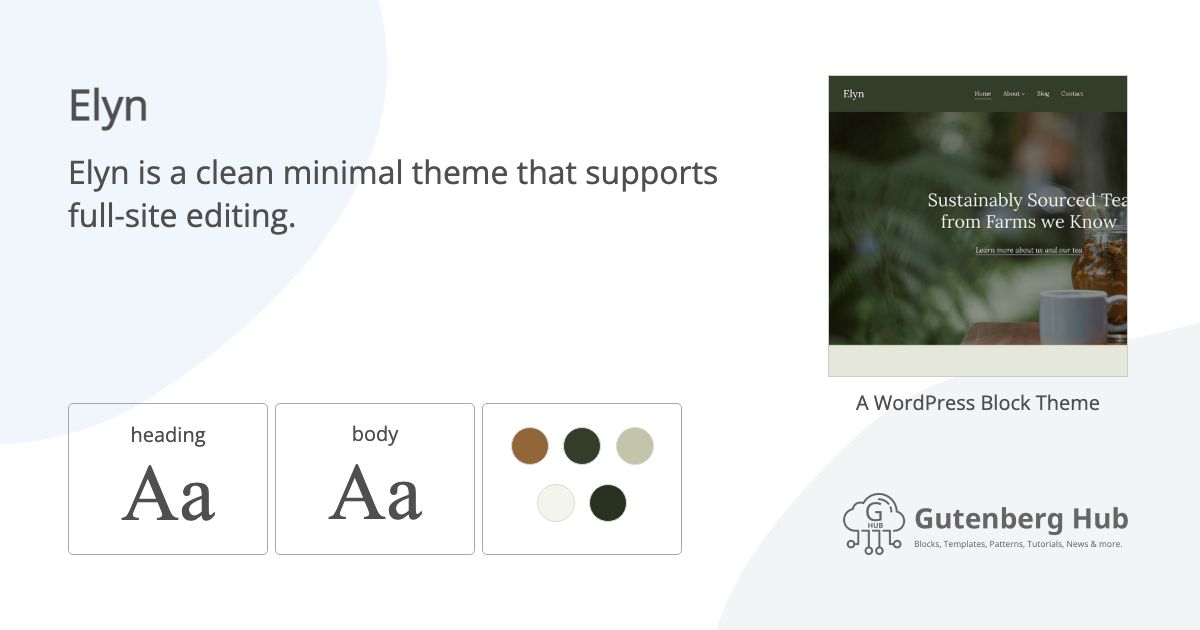 Elyn
Elyn is a clean minimal theme that supports
full-site editing.
heading
Aa
body
Aa
Elyn
Home About Blog Contact
Sustainably Sourced Tea
from Farms we Know
Learn more about us and our tea
A WordPress Block Theme
G
HUB
Gutenberg Hub
Blocks, Templates, Patterns, Tutorials, News & more.